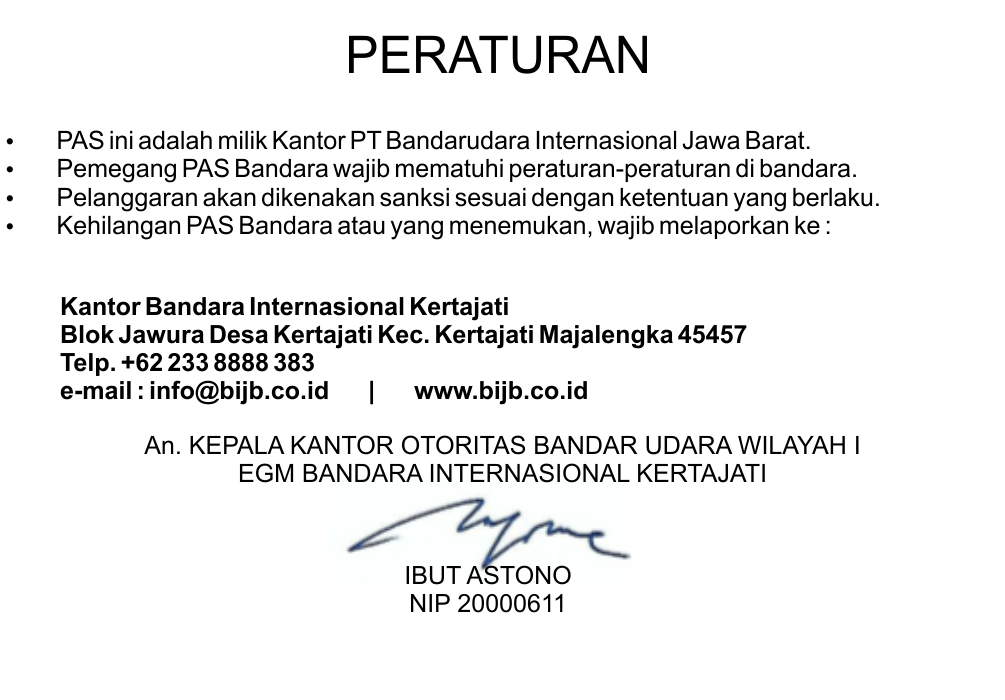 PERATURAN
• PAS ini adalah milik Kantor PT Bandarudara Internasional Jawa Barat.
• Pemegang PAS Bandara wajib mematuhi peraturan-peraturan di bandara.
• Pelanggaran akan dikenakan sanksi sesuai dengan ketentuan yang berlaku.
• Kehilangan PAS Bandara atau yang menemukan, wajib melaporkan ke :
Kantor Bandara Internasional Kertajati
Blok Jawura Desa Kertajati Kec. Kertajati Majalengka 45457
Telp. +62 233 8888 383
e-mail : info@bijb.co.id | www.bijb.co.id
An. KEPALA KANTOR OTORITAS BANDAR UDARA WILAYAH I
EGM BANDARA INTERNASIONAL KERTAJATI
IBUT ASTONO
NIP 20000611